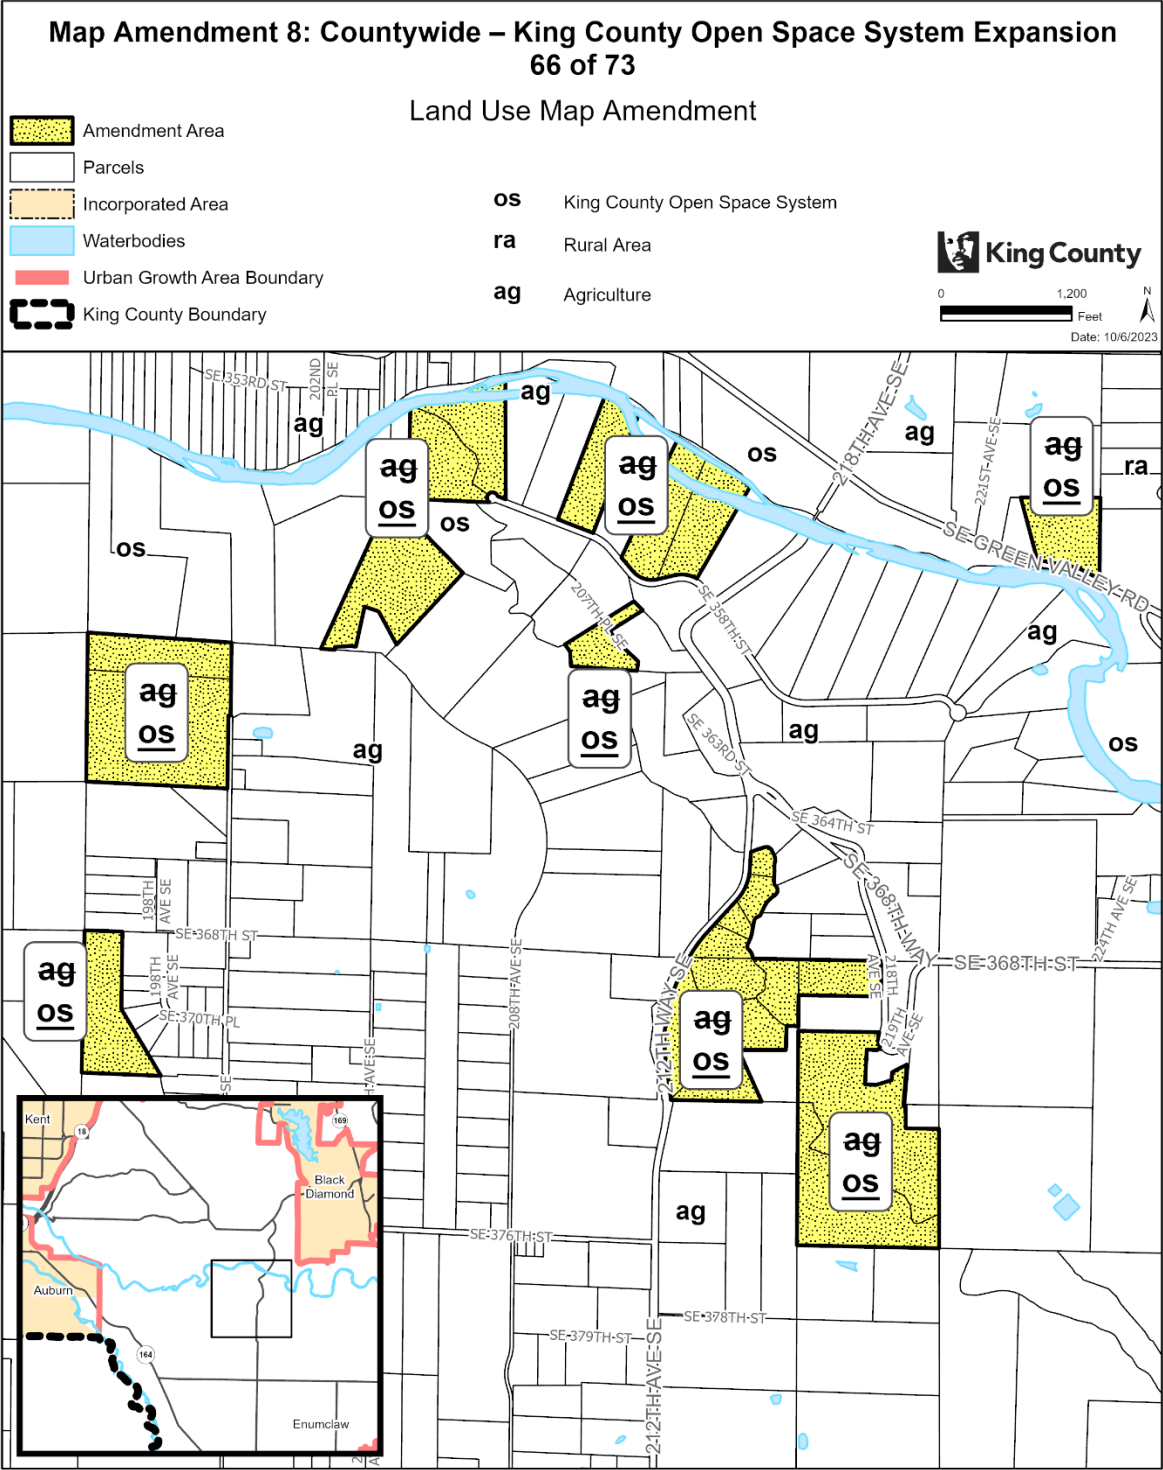 Map Amendment 8: Countywide – King County Open Space System Expansion
66 of 73
Land Use Map Amendment
Amendment Area
Parcels
Incorporated Area
Waterbodies
Urban Growth Area Boundary
King County Boundary
os King County Open Space System
ra Rural Area
ag Agriculture
King County
0 1,200
Feet
N
Date: 10/6/2023
SE 353RD ST
202ND
PL SE
ag
ag
218TH AVE SE
ag
221ST AVE SE
ag
os
ra
os
ag
os
ag
os
os
os
SE GREEN VALLEY RD
207TH PL SE
SE 358TH ST
ag
ag
os
ag
os
ag
SE 363RD ST
ag
os
SE 364TH ST
SE 368TH WAY
198TH
AVE SE
224TH AVE SE
SE 368TH ST
SE 368TH ST
ag
os
198TH
AVE SE
SE 370TH PL
208TH AVE SE
212TH WAY SE
218TH
AVE SE
219TH
AVE SE
ag
os
SE
H AVE SE
ag
os
ag
SE 376TH ST
SE 378TH ST
SE 379TH ST
212TH AVE SE
Kent
18
169
Black
Diamond
Auburn
164
Enumclaw